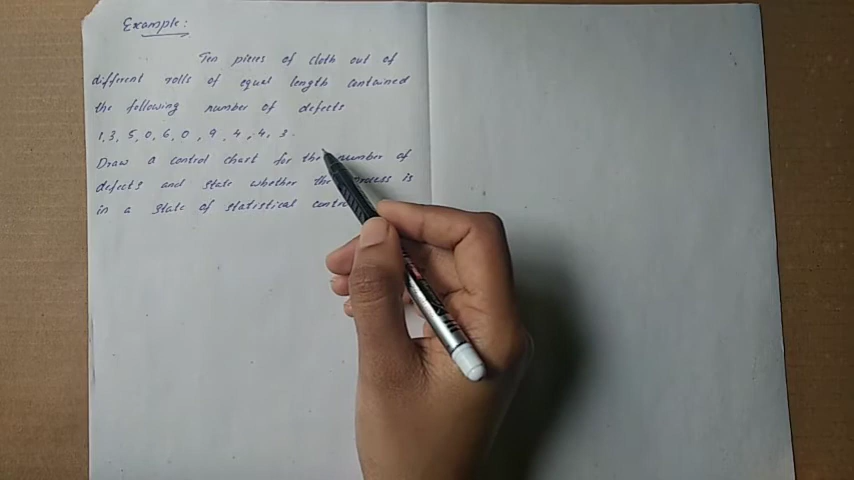 Example:
Ten pieces of cloth out of
different rolls of equal length contained
the following number of defects
1, 3, 5, 0, 6, 0, 9, 4, 4, 3.
Draw a control chart for the number of
defects and state whether the process is
in a state of statistical control